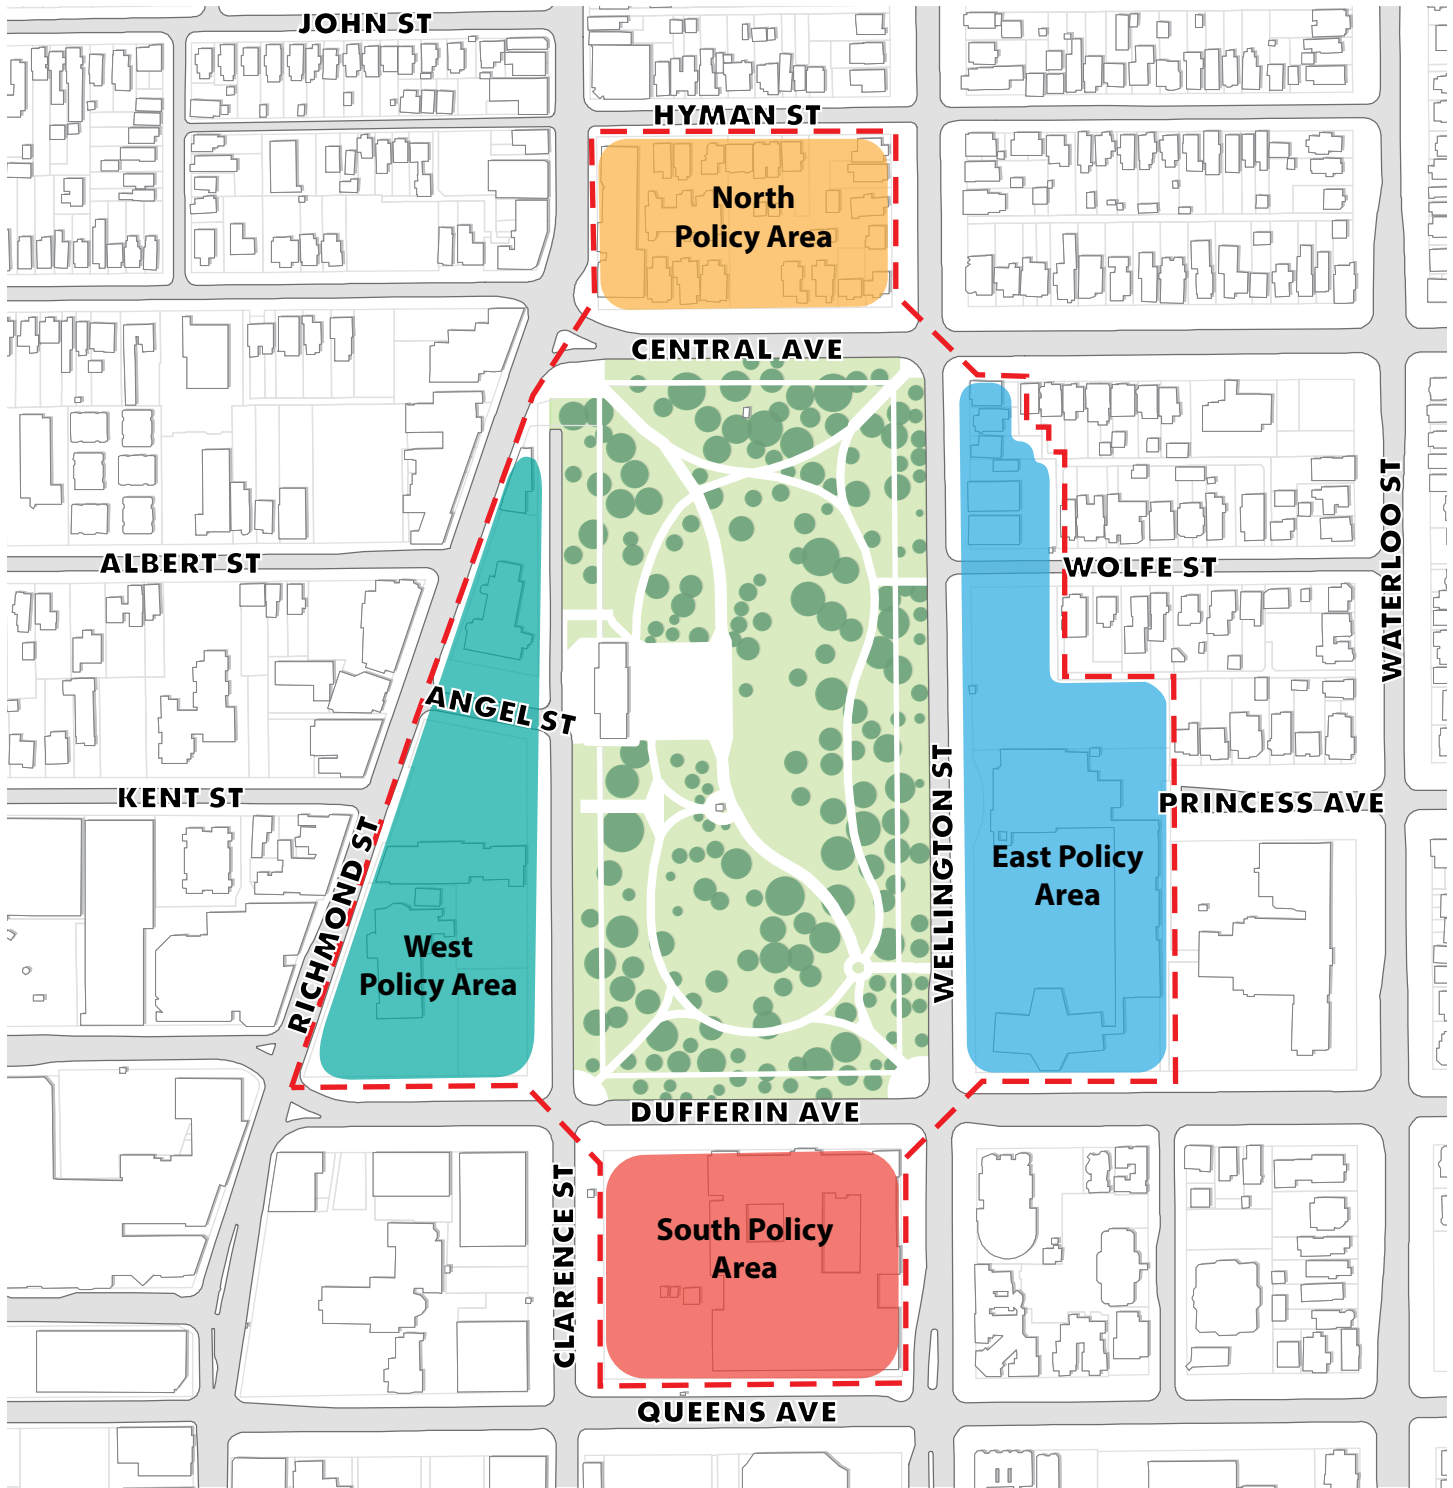 JOHN ST
HYMAN ST
North
Policy Area
CENTRAL AVE
ALBERT ST
WOLFE ST
WATERLOO ST
ANGEL ST
KENT ST
PRINCESS AVE
RICHMOND ST
WELLINGTON ST
East Policy
Area
West
Policy Area
DUFFERIN AVE
CLARENCE ST
South Policy
Area
QUEENS AVE